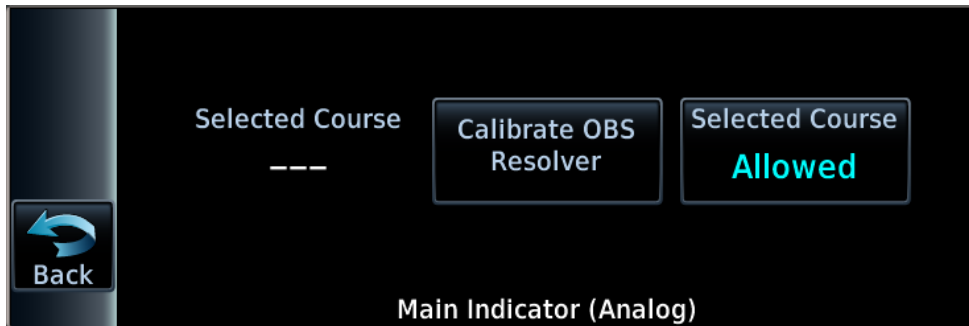 Selected Course
---
Calibrate OBS
Resolver
Selected Course
Allowed
Back
Main Indicator (Analog)